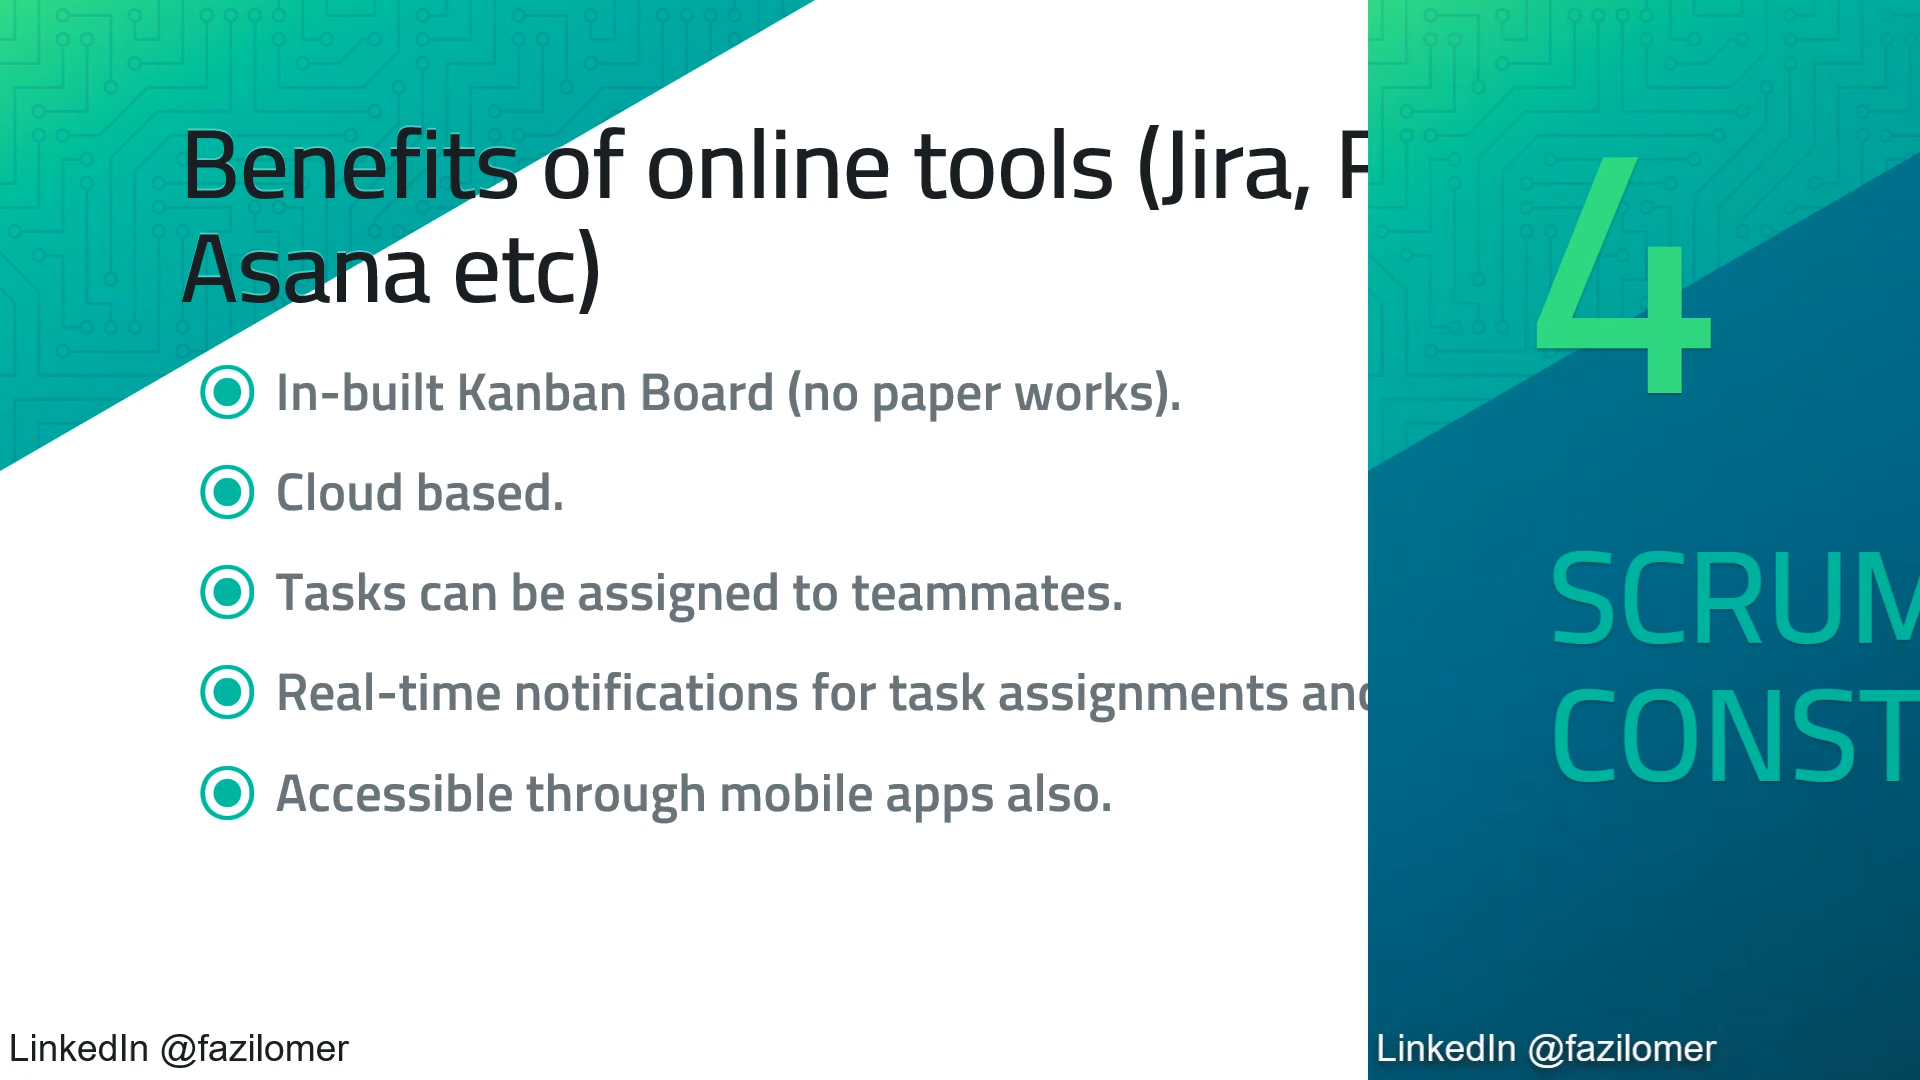 Benefits of online tools (Jira,
Asana etc)
In-built Kanban Board (no paper works).
Cloud based.
Tasks can be assigned to teammates.
Real-time notifications for task assignments and
Accessible through mobile apps also.
LinkedIn @fazilomer
4
SCRUM
CONST
LinkedIn @fazilomer